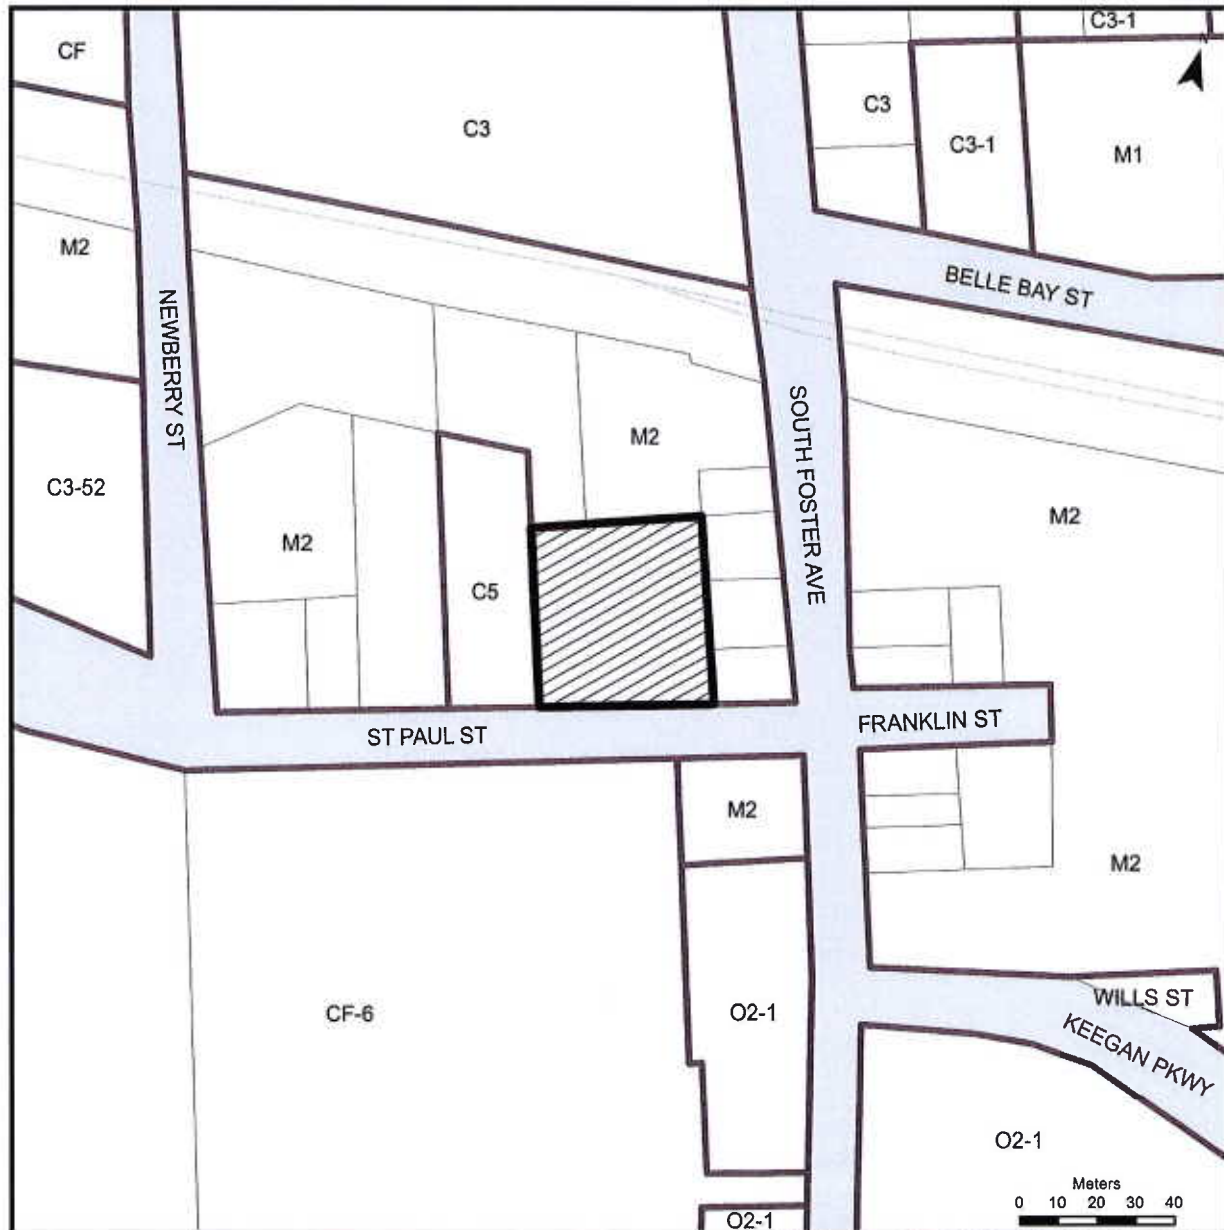 C3-1
CF
N
C3
C3
C3-1
M1
M2
BELLE BAY ST
NEWBERRY ST
SOUTH FOSTER AVE
M2
C3-52
M2
M2
C5
ST PAUL ST
FRANKLIN ST
M2
M2
WILLS ST
CF-6
O2-1
KEEGAN PKWY
O2-1
Meters
0 10 20 30 40
O2-1